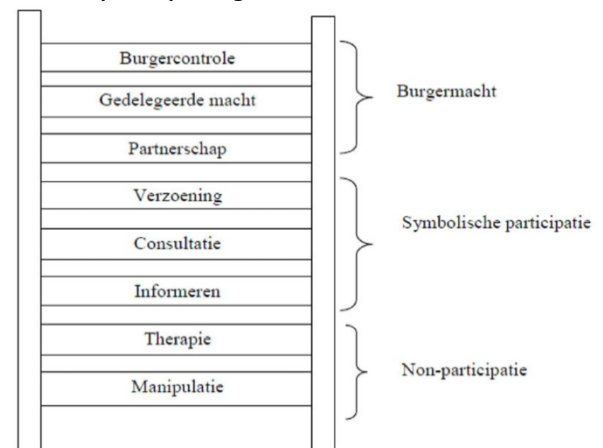 Burgercontrole
Gedelegeerde macht
Burgermacht
Partnerschap
Verzoening
Symbolische participatie
Consultatie
Informeren
Therapie
Non-participatie
Manipulatie